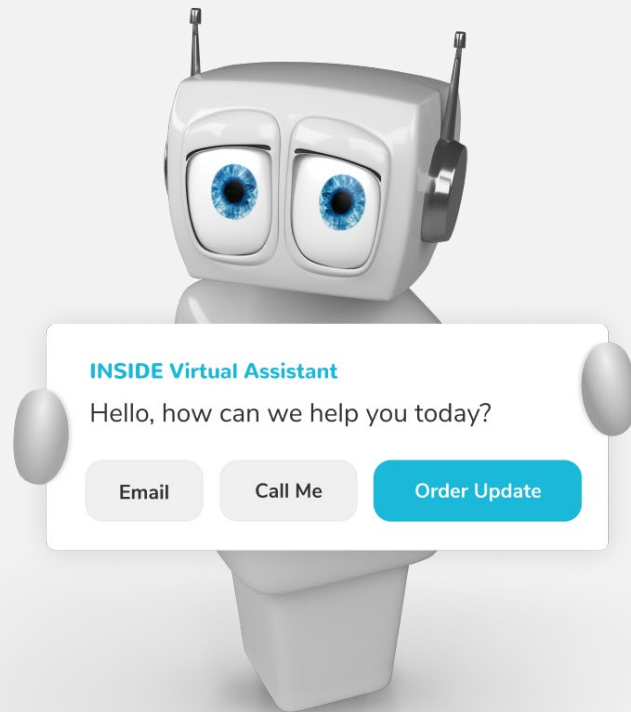 INSIDE Virtual Assistant
Hello, how can we help you today?
Email Call Me Order Update